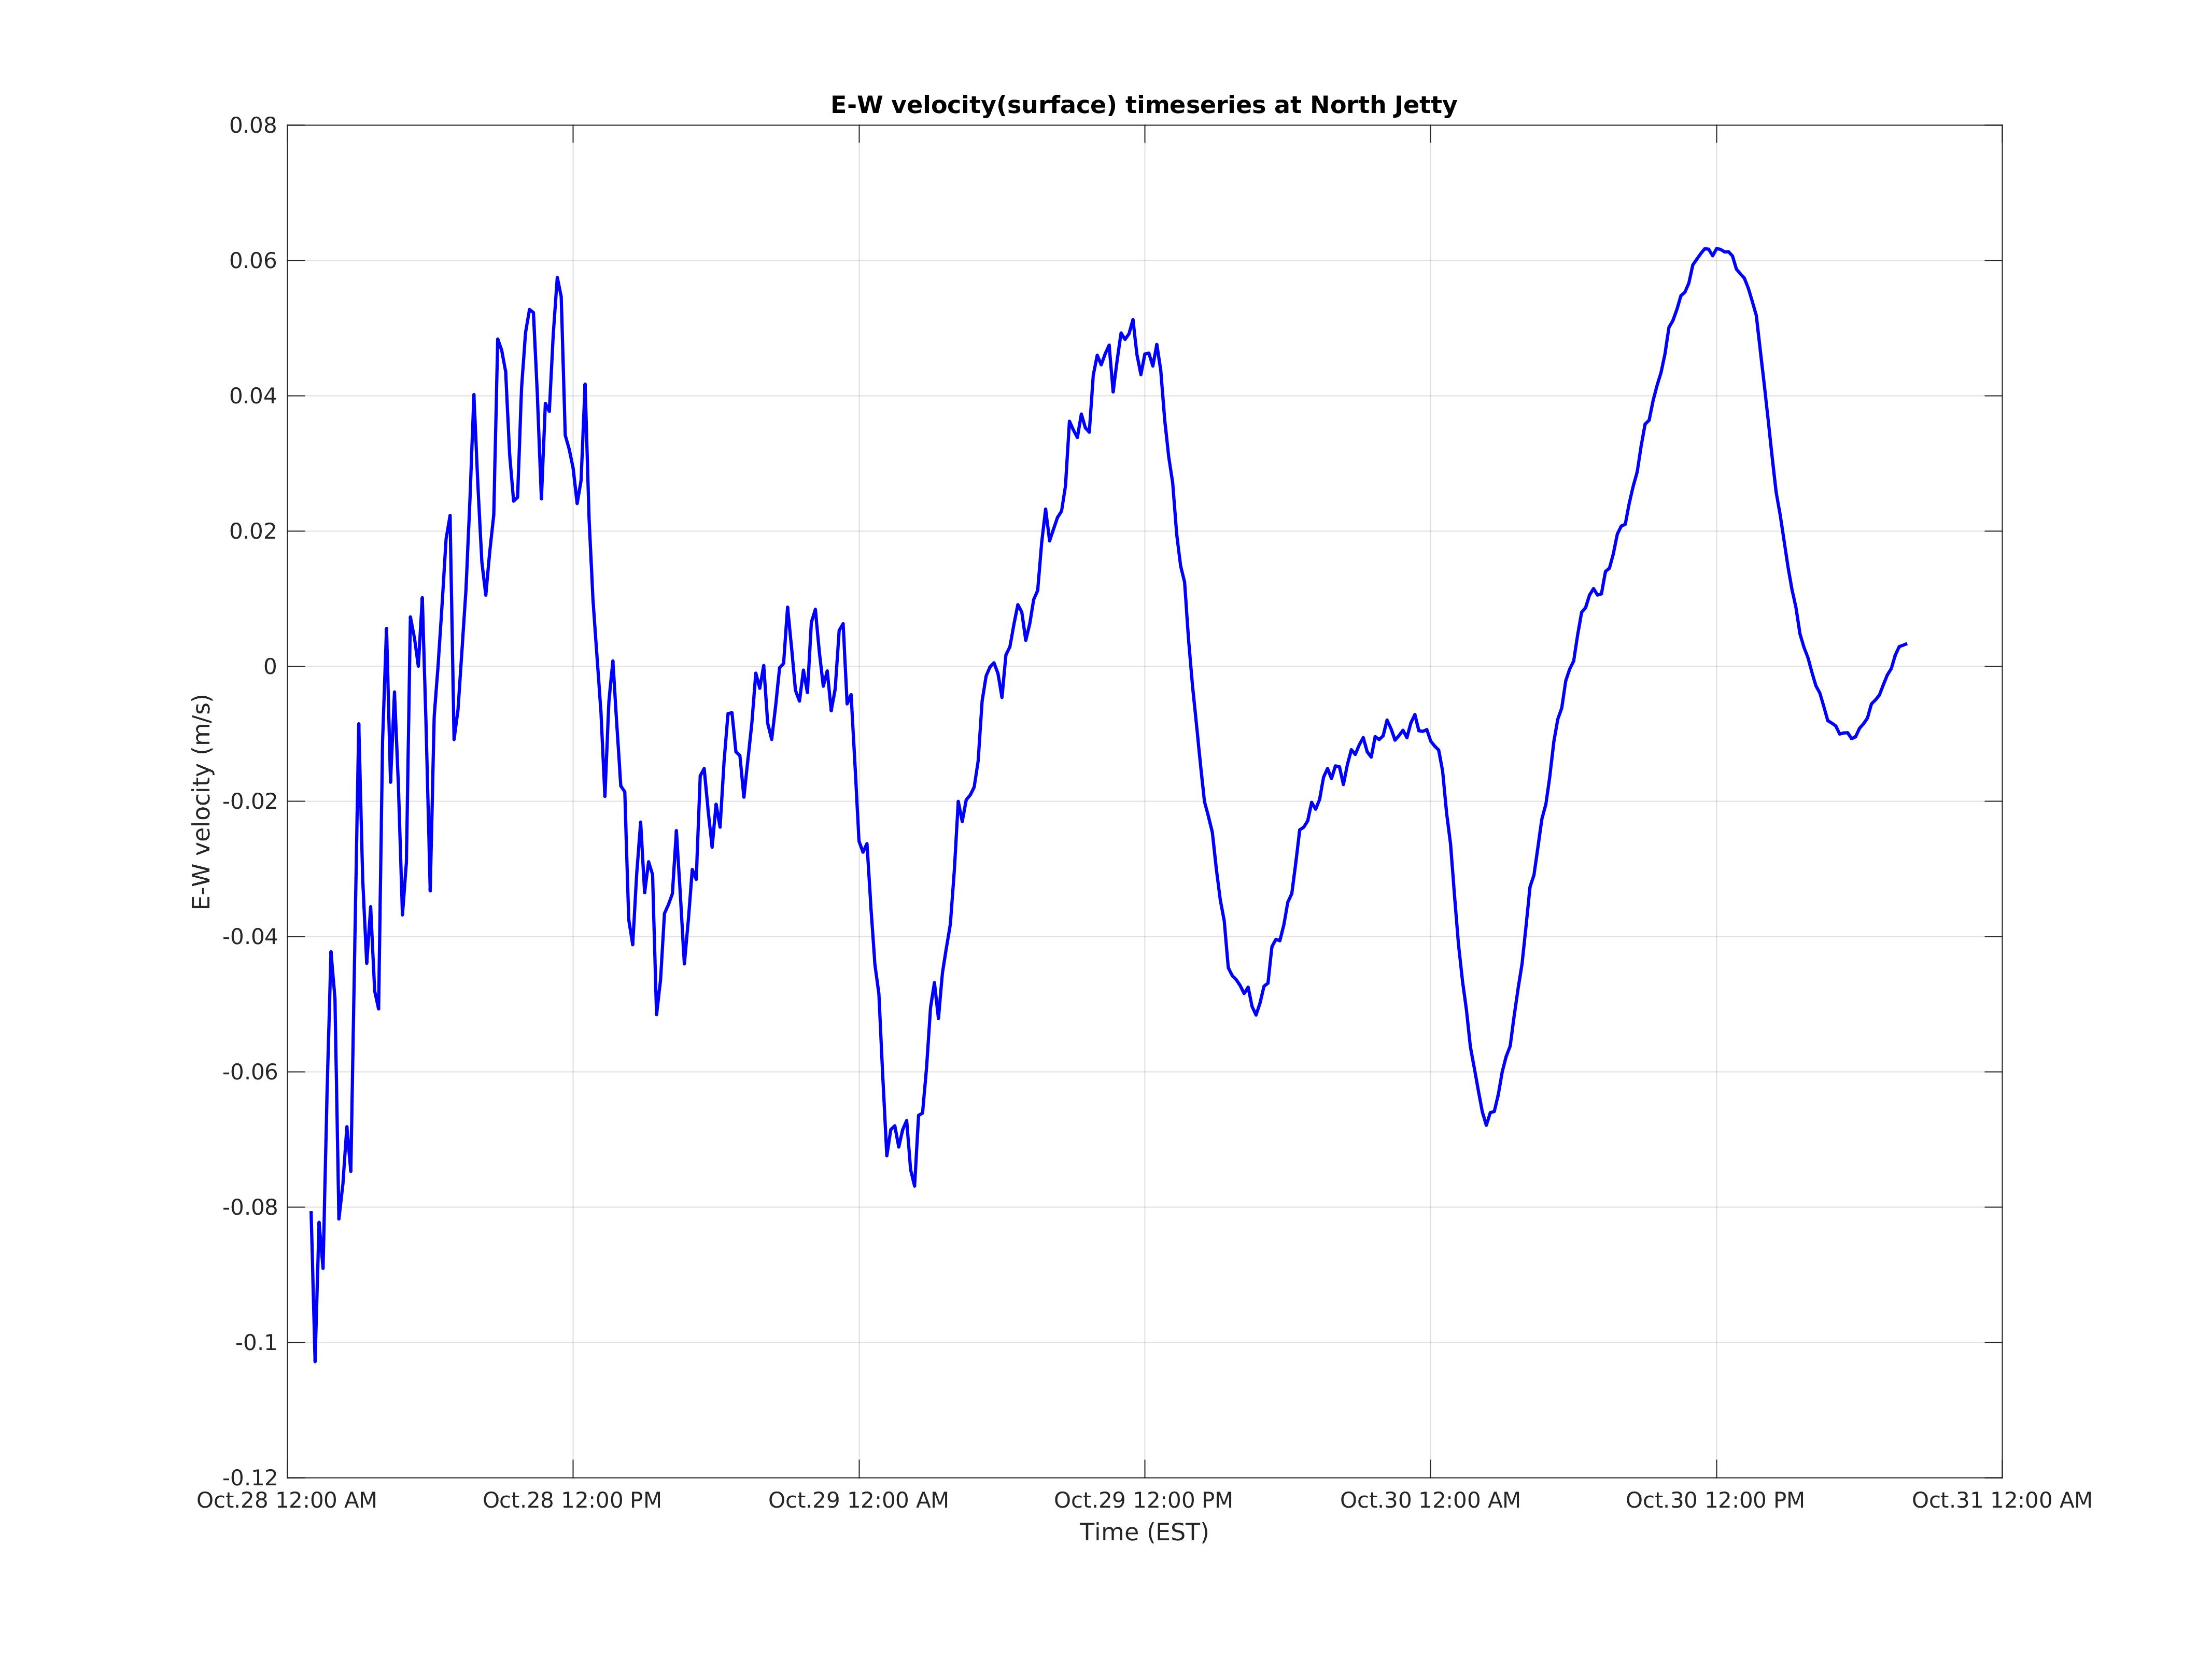 E-W velocity(surface) timeseries at North Jetty
0.08
0.06
0.04
0.02
0
-0.02
-0.04
-0.06
-0.08
-0.1
-0.12
E-W velocity (m/s)
Oct.28 12:00 AM Oct.28 12:00 PM Oct.29 12:00 AM Oct.29 12:00 PM Oct.30 12:00 AM Oct.30 12:00 PM Oct.31 12:00 AM
Time (EST)